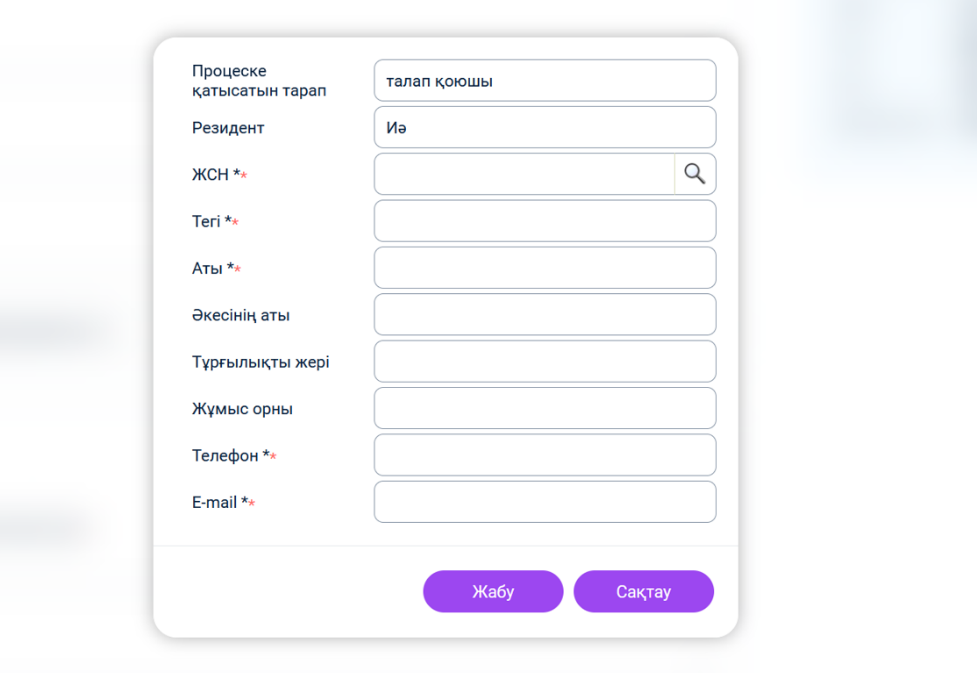 Процеске
қатысатын тарап
талап қоюшы
Резидент
Иә
ЖСН **
Тегі **
Аты **
Әкесінің аты
Тұрғылықты жері
Жұмыс орны
Телефон **
E-mail **
Жабу
Сақтау